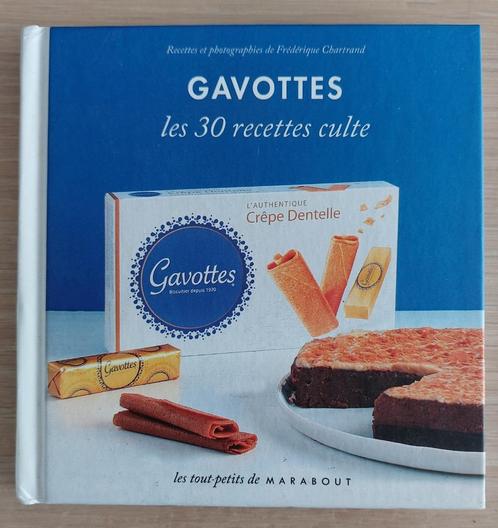 Recettes et photographies de Frédérique Chartrand
GAVOTTES
les 30 recettes culte
L'AUTHENTIQUE
Crêpe Dentelle
Gavottes
Biscuitier depuis 1920
Gavottes
les tout-petits de MARABOUT